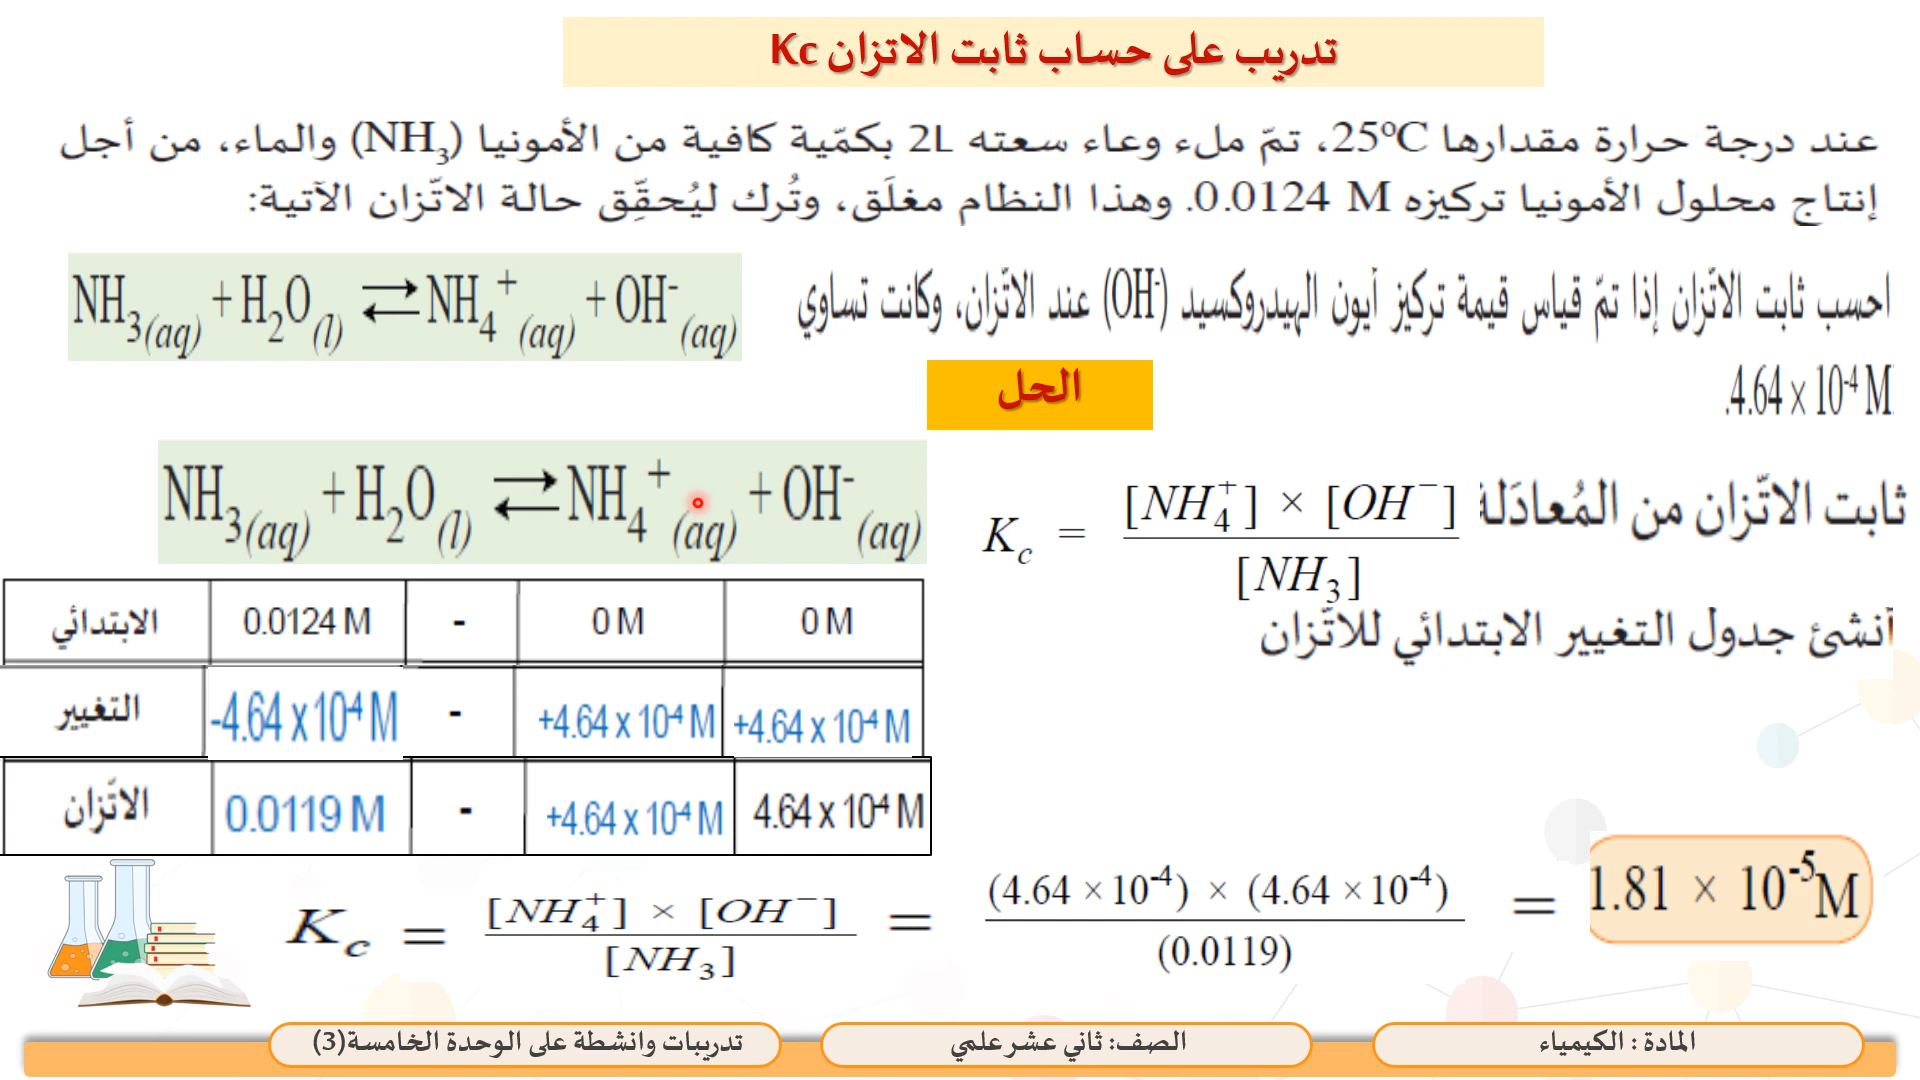 تدريب على حساب ثابت الاتزان Kc
عند درجة حرارة مقدارها 25ºC، تمّ ملء وعاء سعته 2L بكمّية كافية من الأمونيا (NH₃) والماء، من أجل
إنتاج محلول الأمونيا تركيزه 0.0124 M. وهذا النظام مغلَق، وتُرك ليُحقِّق حالة الاتّزان الآتية:
NH₃(aq) + H₂O(l) ⇄ NH₄⁺(aq) + OH⁻(aq)
احسب ثابت الاتّزان إذا تمّ قياس قيمة تركيز أيون الهيدروكسيد (OH⁻) عند الاتّزان، وكانت تساوي
4.64 × 10⁻⁴ M.
الحل
NH₃(aq) + H₂O(l) ⇄ NH₄⁺(aq) + OH⁻(aq)
ثابت الاتّزان من المُعادَلة
K_c = [NH₄⁺] × [OH⁻] / [NH₃]
أنشئ جدول التغيير الابتدائي للاتّزان
الابتدائي 0.0124 M - 0 M 0 M
التغيير -4.64 x 10⁻⁴ M - +4.64 x 10⁻⁴ M +4.64 x 10⁻⁴ M
الاتّزان 0.0119 M - +4.64 x 10⁻⁴ M 4.64 x 10⁻⁴ M
K_c = [NH₄⁺] × [OH⁻] / [NH₃] = (4.64 × 10⁻⁴) × (4.64 × 10⁻⁴) / (0.0119) = 1.81 × 10⁻⁵ M
المادة : الكيمياء
الصف: ثاني عشر علمي
تدريبات وانشطة على الوحدة الخامسة(3)